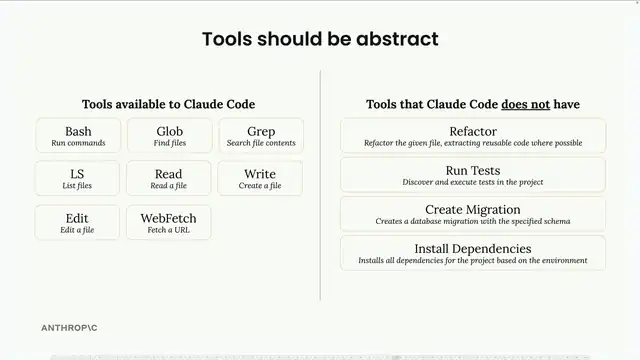 Tools should be abstract
Tools available to Claude Code
Bash
Run commands
Glob
Find files
Grep
Search file contents
LS
List files
Read
Read a file
Write
Create a file
Edit
Edit a file
WebFetch
Fetch a URL
Tools that Claude Code does not have
Refactor
Refactor the given file, extracting reusable code where possible
Run Tests
Discover and execute tests in the project
Create Migration
Creates a database migration with the specified schema
Install Dependencies
Installs all dependencies for the project based on the environment
ANTHROP\C